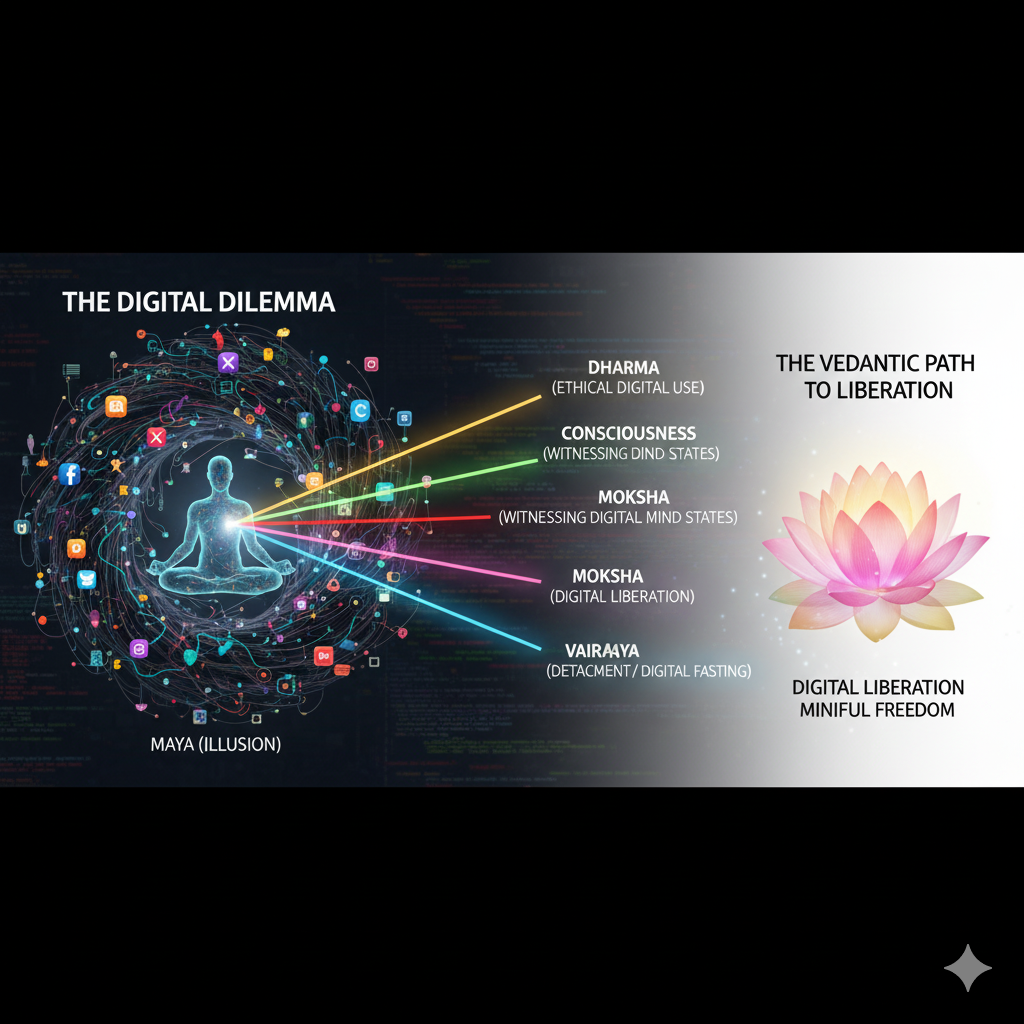 THE DIGITAL DILEMMA
MAYA (ILLUSION)
DHARMA
(ETHICAL DIGITAL USE)
CONSCIOUSNESS
(WITNESSING DIND STATES)
MOKSHA
(WITNESSING DIGITAL MIND STATES)
MOKSHA
(DIGITAL LIBERATION)
VAIRAAYA
(DETACMENT / DIGITAL FASTING)
THE VEDANTIC PATH
TO LIBERATION
DIGITAL LIBERATION
MINIFUL FREEDOM